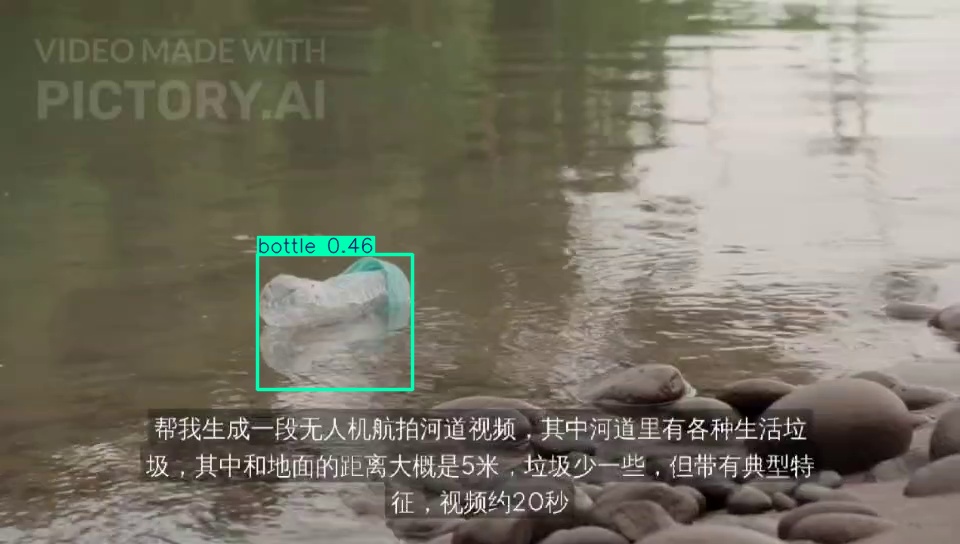 VIDEO MADE WITH
PICTORY.AI
bottle 0.46
帮我生成一段无人机航拍河道视频，其中河道里有各种生活垃
圾，其中和地面的距离大概是5米，垃圾少一些，但带有典型特
征，视频约20秒